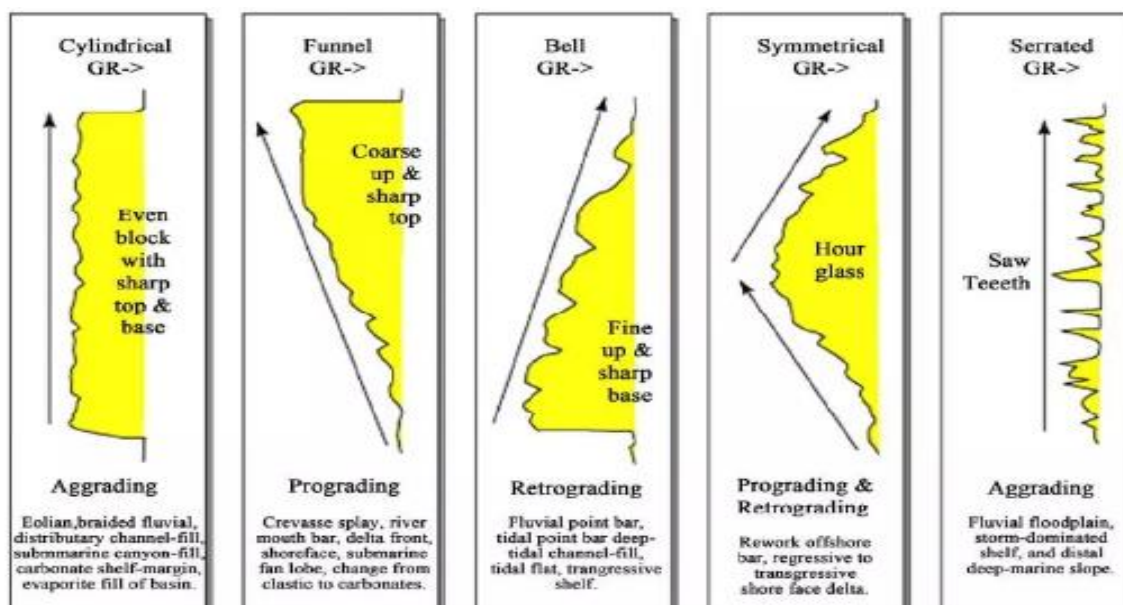 Cylindrical
GR->
Even
block
with
sharp
top &
base
Aggrading
Eolian,braided fluvial,
distributary channel-fill,
submmarine canyon-fill,
carbonate shelf-margin,
evaporite fill of basin.
Funnel
GR->
Coarse
up &
sharp
top
Prograding
Crevasse splay, river
mouth bar, delta front,
shoreface, submarine
fan lobe, change from
clastic to carbonates.
Bell
GR->
Fine
up &
sharp
base
Retrograding
Fluvial point bar,
tidal point bar deep-
tidal channel-fill,
tidal flat, trangressive
shelf.
Symmetrical
GR->
Hour
glass
Prograding &
Retrograding
Rework offshore
bar, regressive to
transgressive
shore face delta.
Serrated
GR->
Saw
Teeeth
Aggrading
Fluvial floodplain,
storm-dominated
shelf, and distal
deep-marine slope.